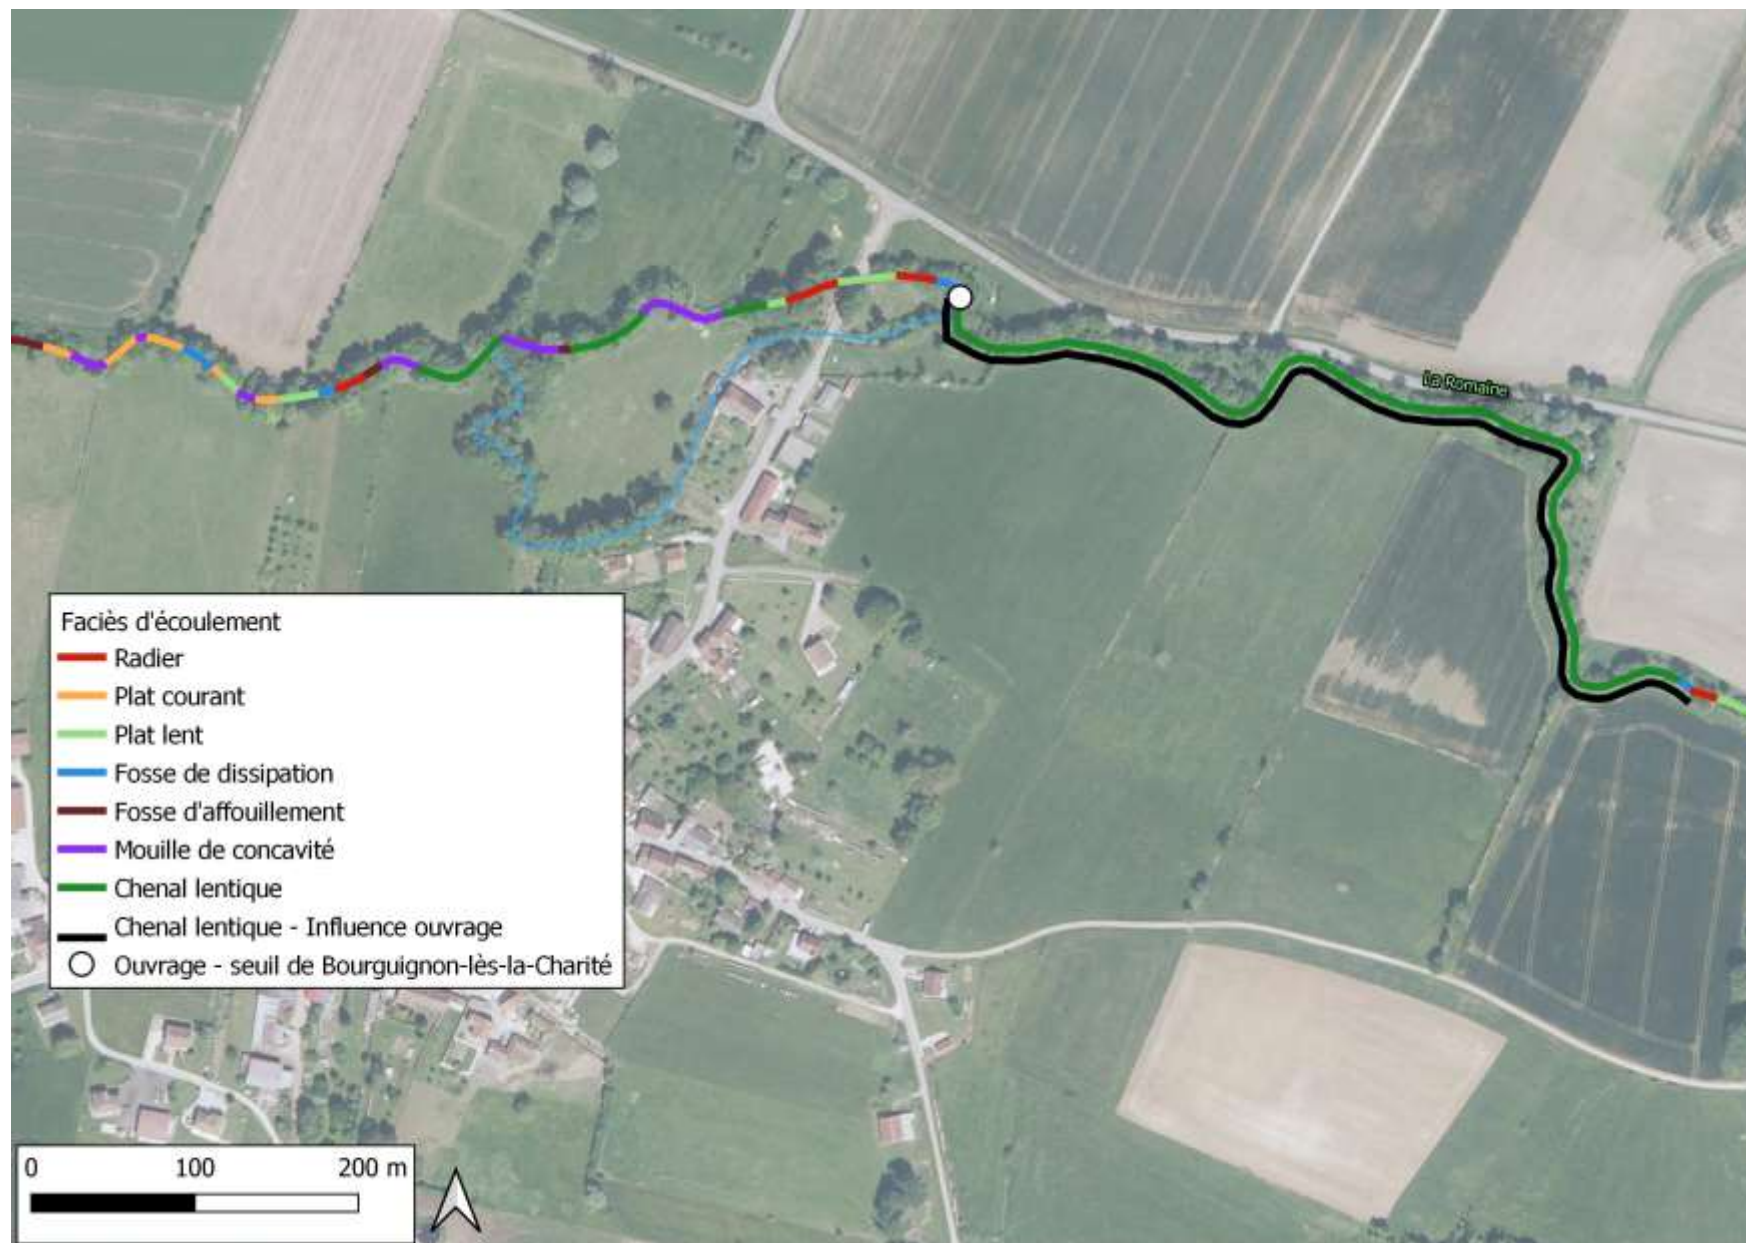 La Romaine
Faciès d'écoulement
Radier
Plat courant
Plat lent
Fosse de dissipation
Fosse d'affouillement
Mouille de concavité
Chenal lentique
Chenal lentique - Influence ouvrage
Ouvrage - seuil de Bourguignon-lès-la-Charité
0 100 200 m